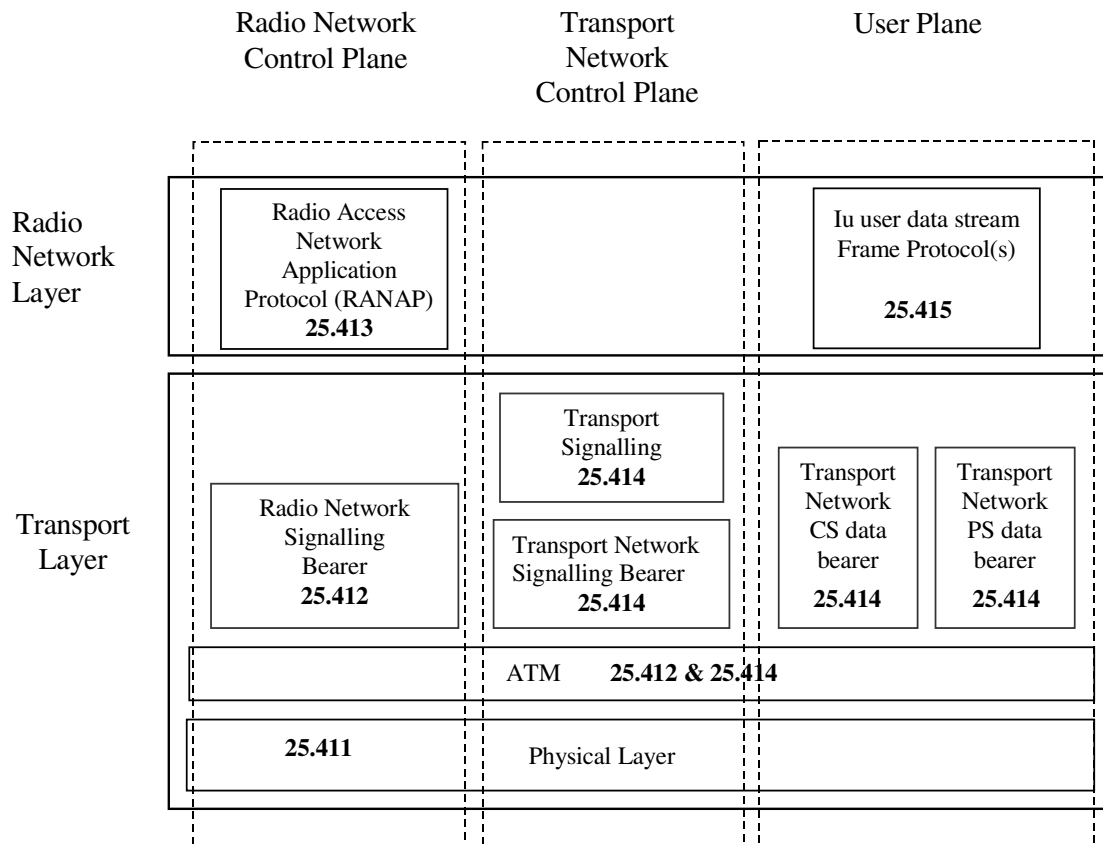 Radio Network
Control Plane
Transport
Network
Control Plane
User Plane
Radio
Network
Layer
Radio Access
Network
Application
Protocol (RANAP)
25.413
Iu user data stream
Frame Protocol(s)
25.415
Transport
Layer
Radio Network
Signalling
Bearer
25.412
Transport
Signalling
25.414
Transport Network
Signalling Bearer
25.414
Transport
Network
CS data
bearer
25.414
Transport
Network
PS data
bearer
25.414
ATM 25.412 & 25.414
25.411
Physical Layer